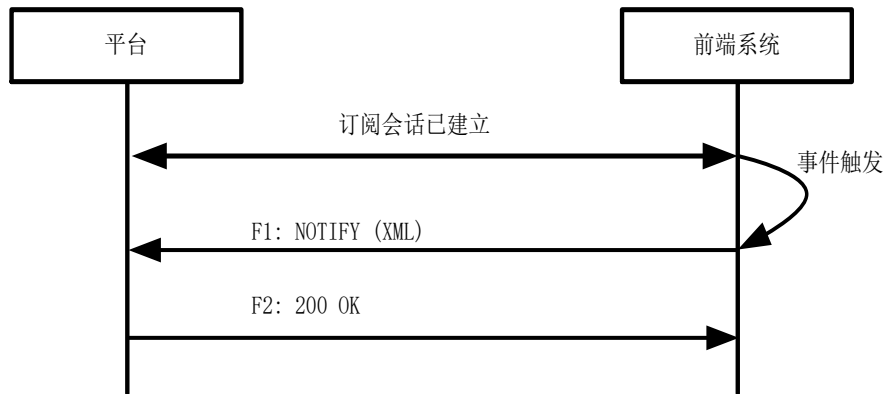 平台
前端系统
订阅会话已建立
事件触发
F1: NOTIFY (XML)
F2: 200 OK